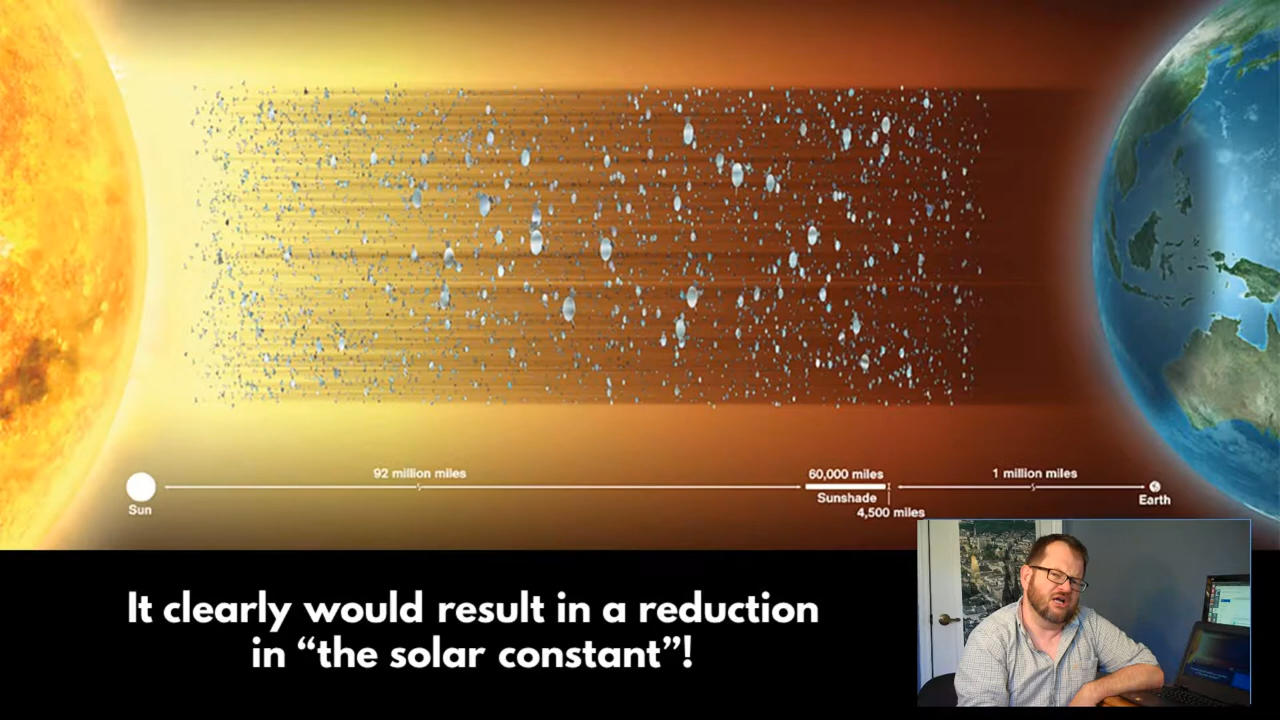 92 million miles
60,000 miles
1 million miles
Sun
Sunshade
Earth
4,500 miles
It clearly would result in a reduction
in “the solar constant”!